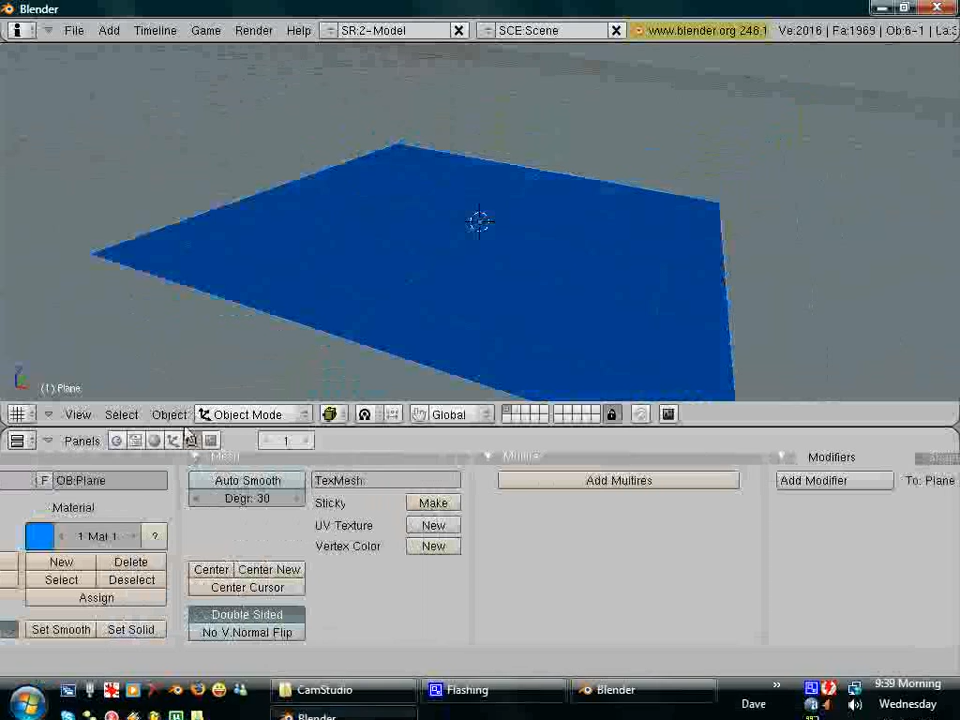 Blender
File Add Timeline Game Render Help SR:2-Model SCE:Scene www.blender.org 248.1 Ve:2016 | Fa:1969 | Ob:6-1 | La:3
(1) Plane
View Select Object Object Mode Global
Panels 1
Mesh Multires Modifiers
F OB:Plane Auto Smooth TexMesh: Add Multires Add Modifier To: Plane
Degr: 30
Material Sticky Make
1 Mat 1 ? UV Texture New
Vertex Color New
New Delete Center Center New
Select Deselect Center Cursor
Assign
Double Sided
Set Smooth Set Solid No V.Normal Flip
CamStudio Flashing Blender » 9:39 Morning
Dave Wednesday
Blender